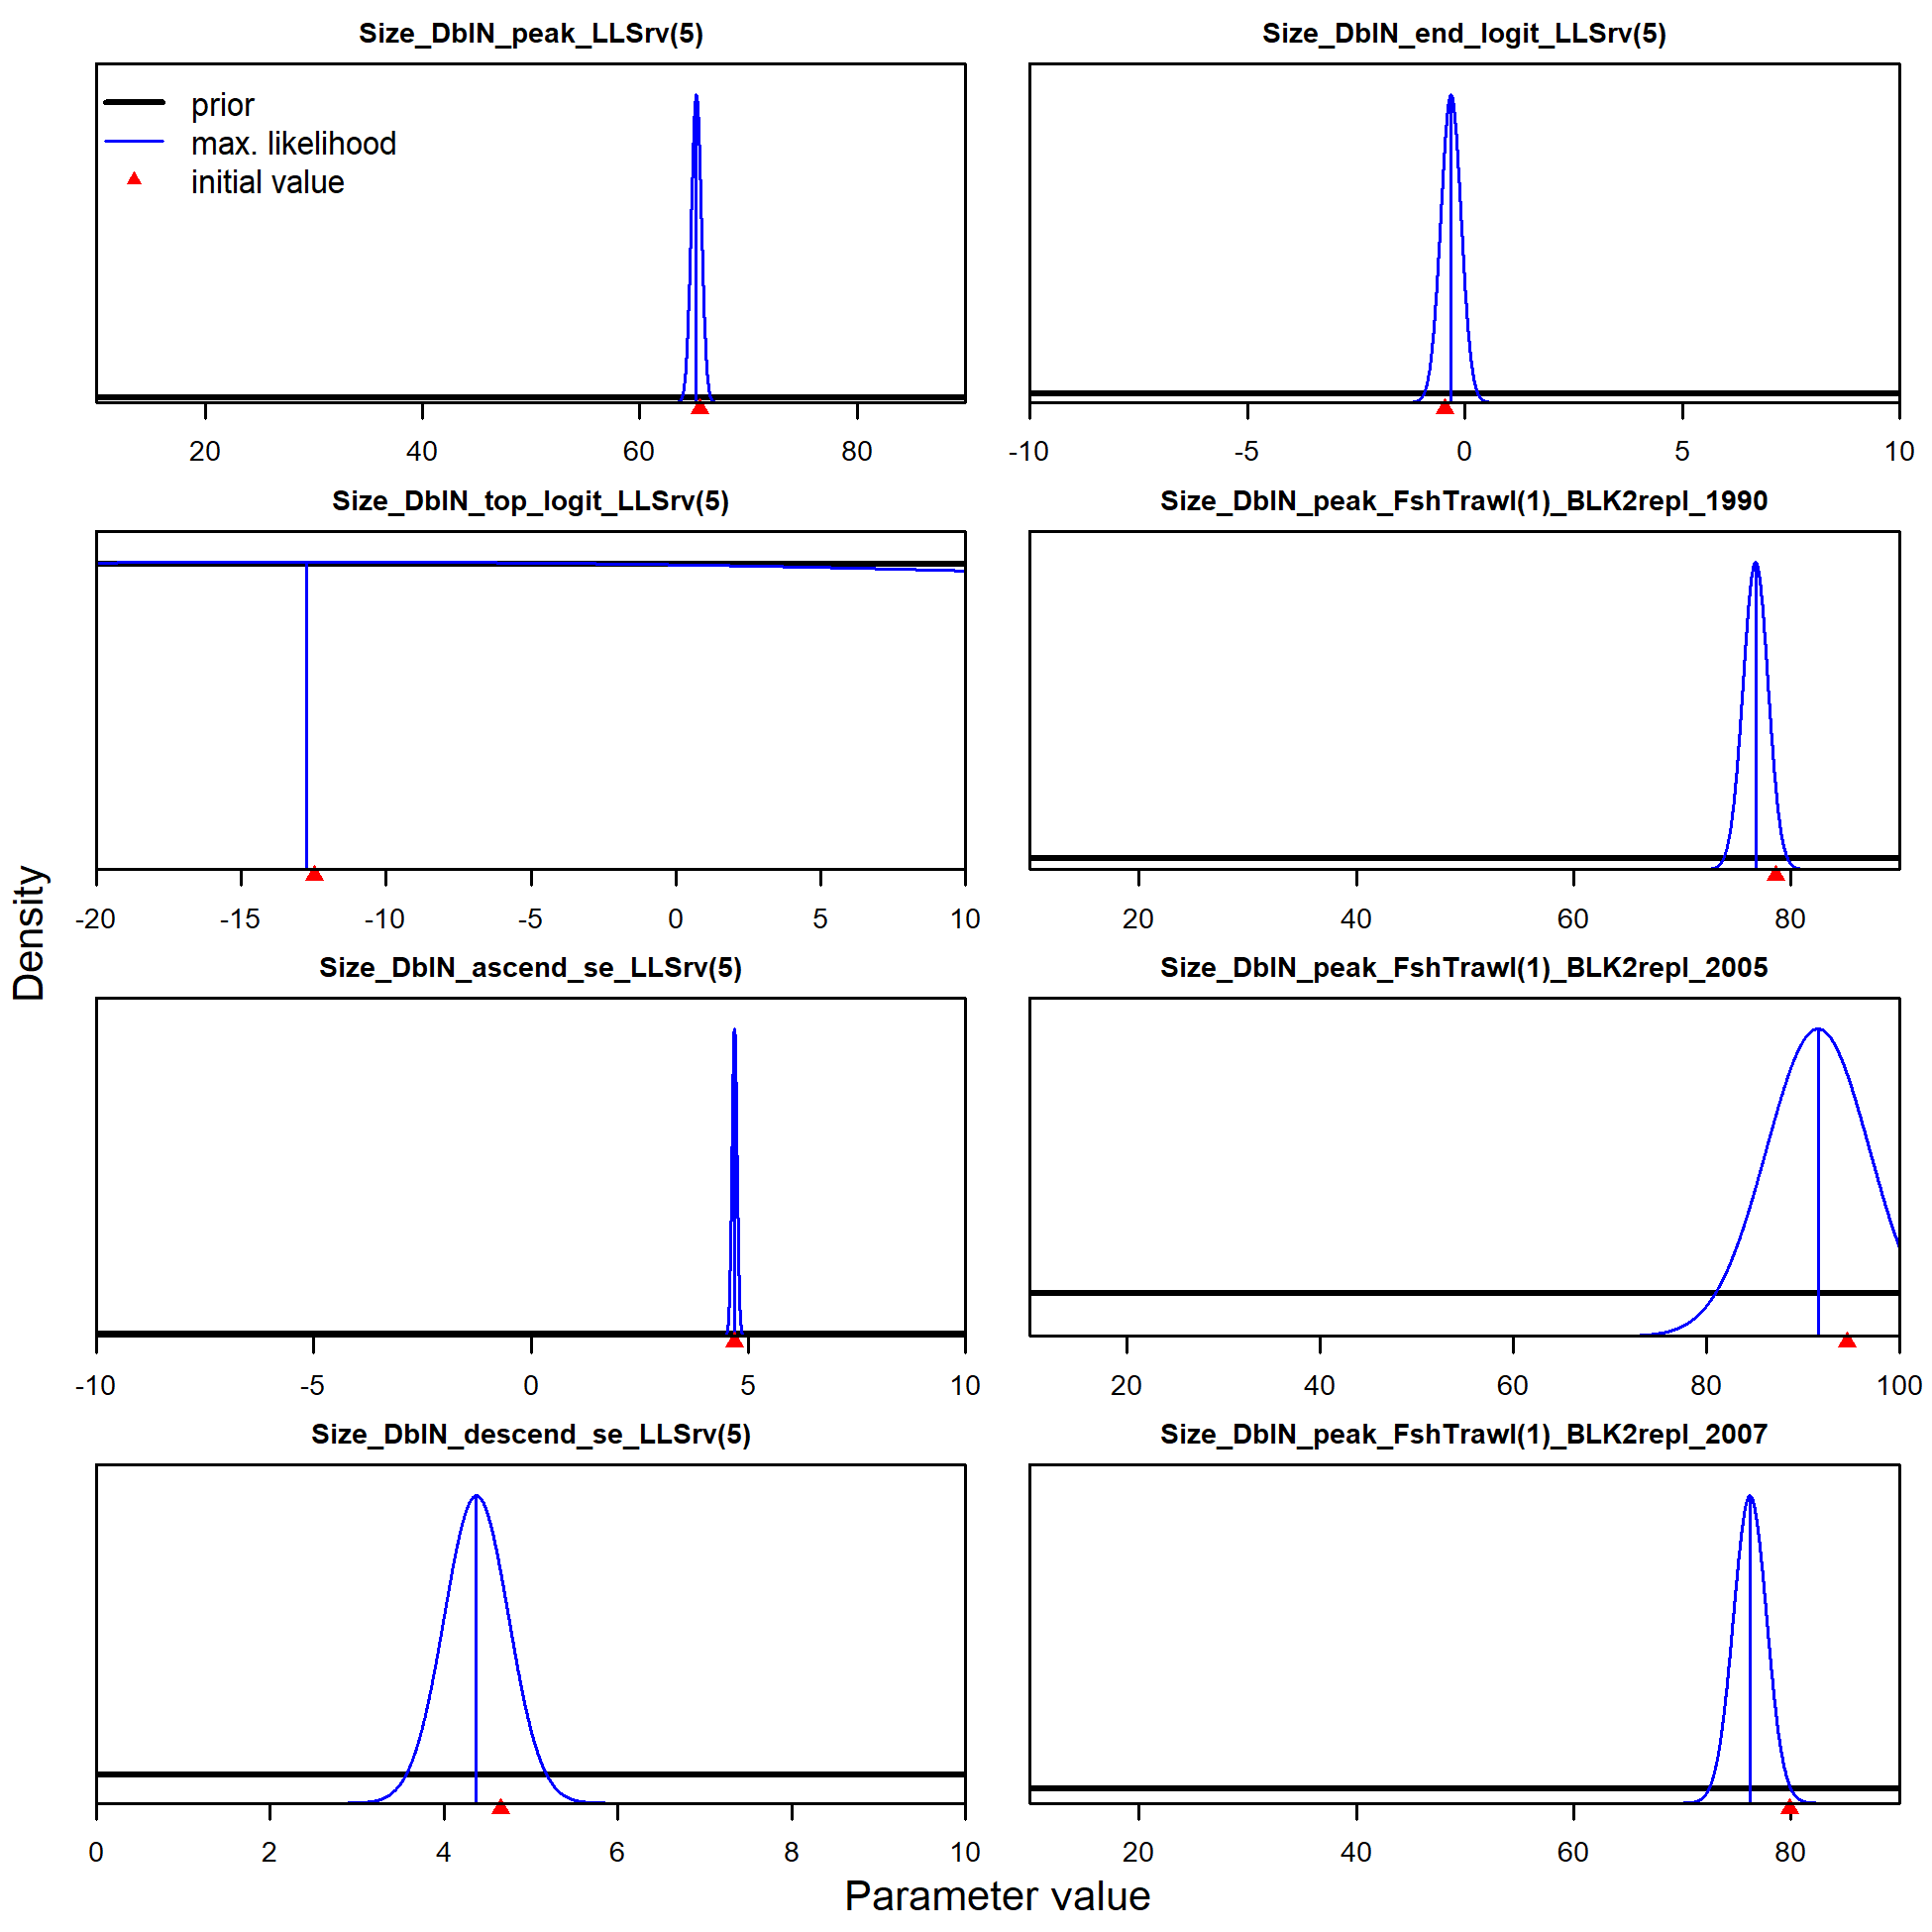 Size_DblN_peak_LLSrv(5)
prior
max. likelihood
initial value
20 40 60 80
Size_DblN_end_logit_LLSrv(5)
-10 -5 0 5 10
Size_DblN_top_logit_LLSrv(5)
-20 -15 -10 -5 0 5 10
Size_DblN_peak_FshTrawl(1)_BLK2repl_1990
20 40 60 80
Size_DblN_ascend_se_LLSrv(5)
-10 -5 0 5 10
Size_DblN_peak_FshTrawl(1)_BLK2repl_2005
20 40 60 80 100
Size_DblN_descend_se_LLSrv(5)
0 2 4 6 8 10
Size_DblN_peak_FshTrawl(1)_BLK2repl_2007
20 40 60 80
Density
Parameter value